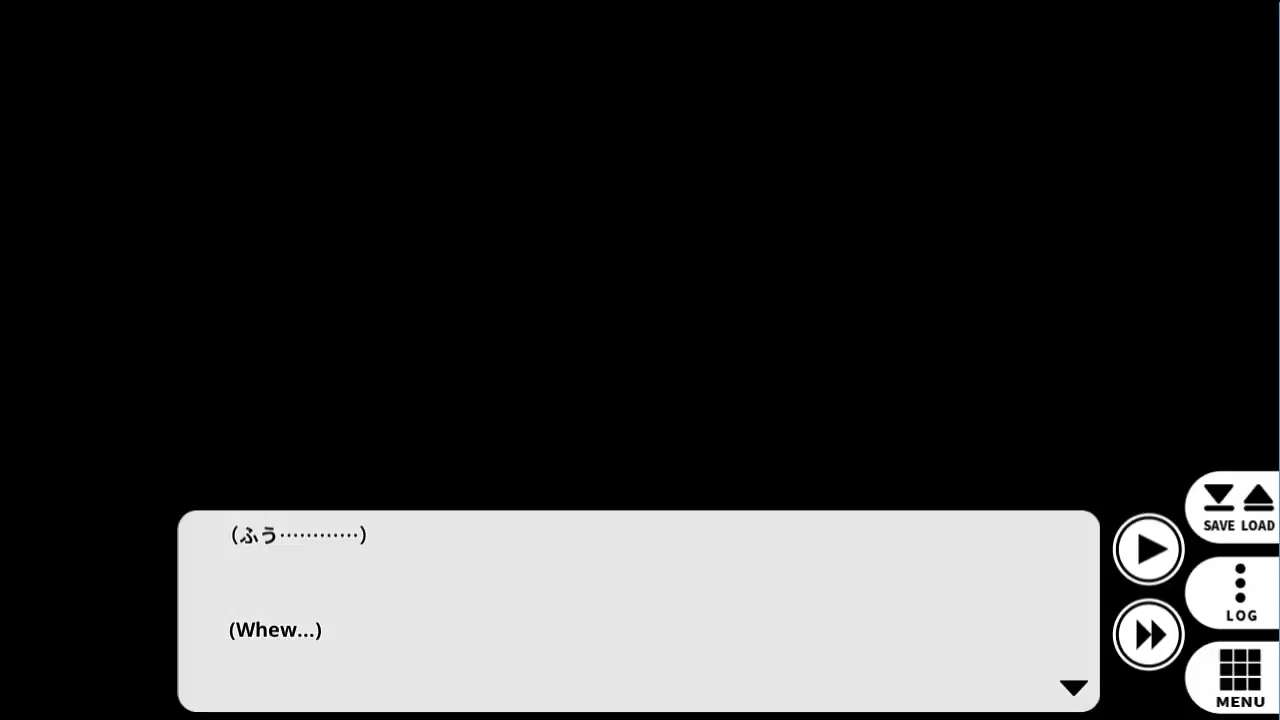 (ふう…………)
(Whew...)
SAVE LOAD
LOG
MENU